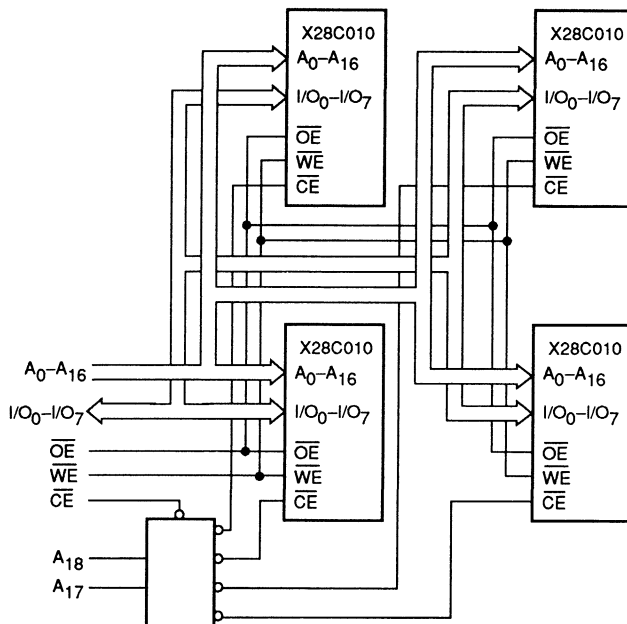 X28C010
A0–A16
I/O0–I/O7
OE
WE
CE
X28C010
A0–A16
I/O0–I/O7
OE
WE
CE
X28C010
A0–A16
I/O0–I/O7
OE
WE
CE
X28C010
A0–A16
I/O0–I/O7
OE
WE
CE
A0–A16
I/O0–I/O7
OE
WE
CE
A18
A17